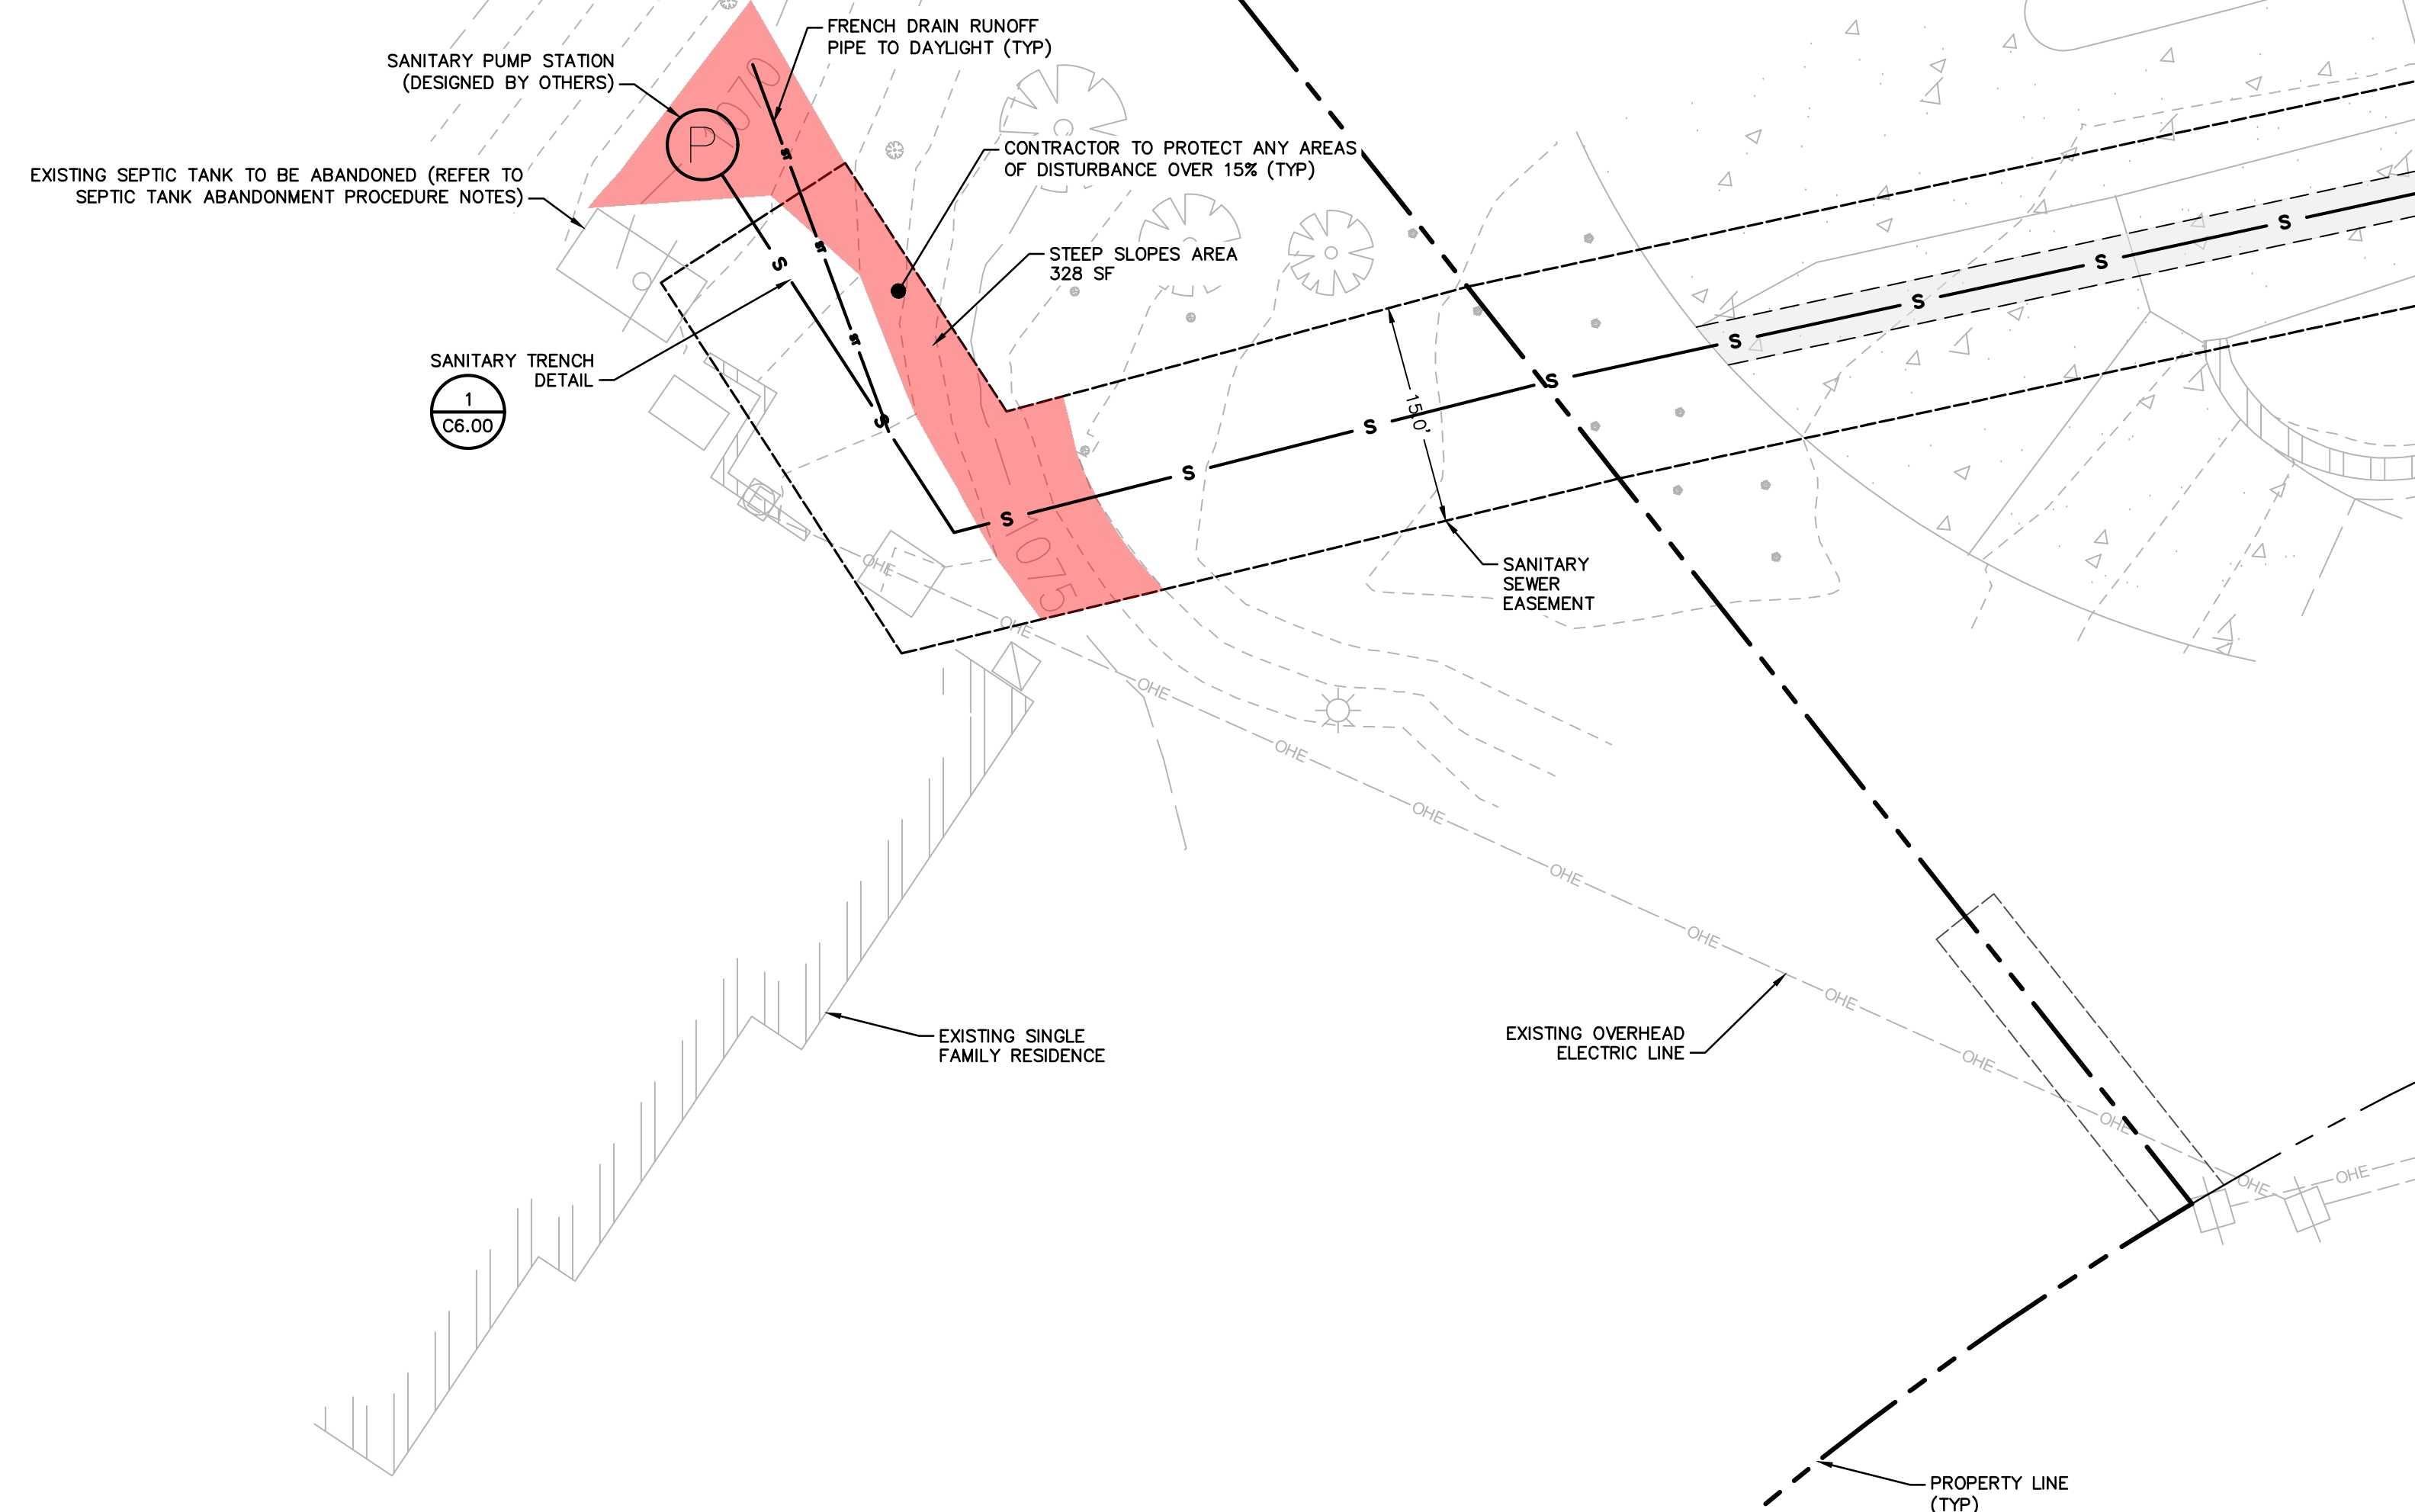 FRENCH DRAIN RUNOFF
PIPE TO DAYLIGHT (TYP)
SANITARY PUMP STATION
(DESIGNED BY OTHERS)
1070
P
ST
CONTRACTOR TO PROTECT ANY AREAS
OF DISTURBANCE OVER 15% (TYP)
EXISTING SEPTIC TANK TO BE ABANDONED (REFER TO
SEPTIC TANK ABANDONMENT PROCEDURE NOTES)
S
ST
S
STEEP SLOPES AREA
328 SF
S
S
ST
S
SANITARY TRENCH
DETAIL
1
C6.00
S
15.0'
S
S
S
S
1075
OHE
SANITARY
SEWER
EASEMENT
OHE
OHE
OHE
OHE
OHE
OHE
OHE
EXISTING SINGLE
FAMILY RESIDENCE
EXISTING OVERHEAD
ELECTRIC LINE
OHE
OHE
OHE
OHE
PROPERTY LINE
(TYP)